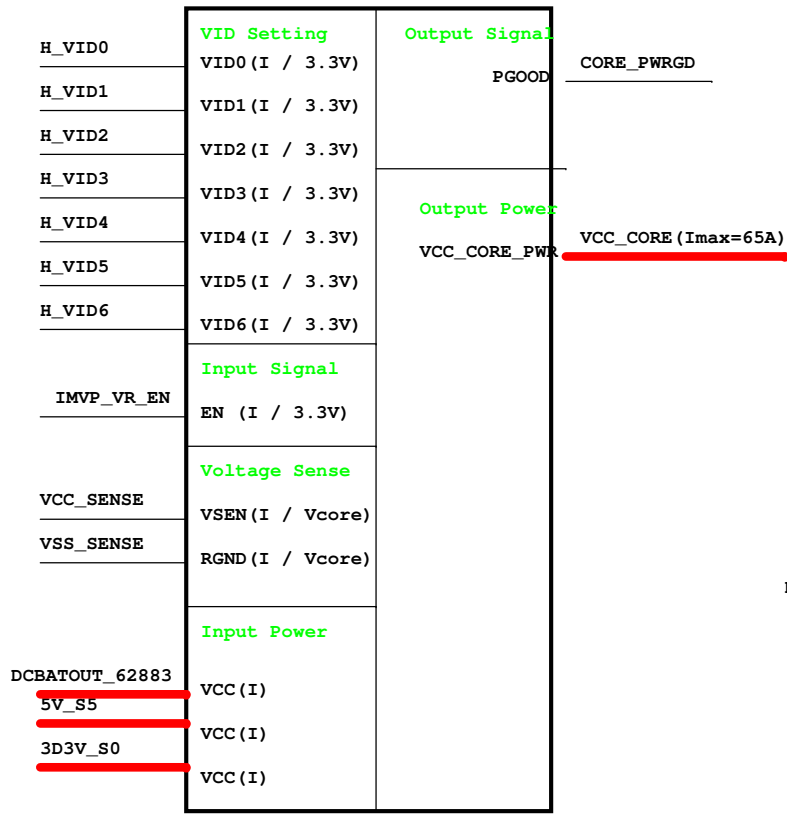 H_VID0
H_VID1
H_VID2
H_VID3
H_VID4
H_VID5
H_VID6
IMVP_VR_EN
VCC_SENSE
VSS_SENSE
DCBATOUT_62883
5V_S5
3D3V_S0
VID Setting
VID0(I / 3.3V)
VID1(I / 3.3V)
VID2(I / 3.3V)
VID3(I / 3.3V)
VID4(I / 3.3V)
VID5(I / 3.3V)
VID6(I / 3.3V)
Input Signal
EN (I / 3.3V)
Voltage Sense
VSEN(I / Vcore)
RGND(I / Vcore)
Input Power
VCC(I)
VCC(I)
VCC(I)
Output Signal
PGOOD
Output Power
VCC_CORE_PWR
CORE_PWRGD
VCC_CORE(Imax=65A)